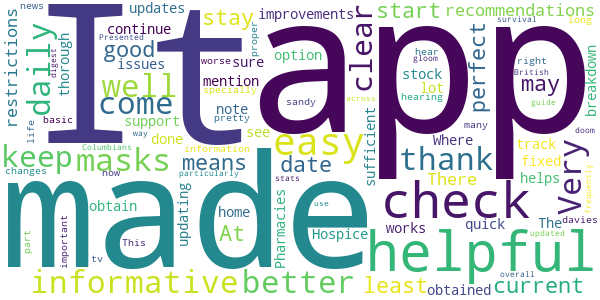 news
updates
improvements
start
recommendations
It
app
restrictions
daily
continue
stay
clear
Presented
good
issues
worse
sure
option
hear
survival
long
digest
thorough
well
mention
specially
gloom
proper
stock
perfect
right
British
breakdown
come
note
pretty
sandy
across
lot
hearing
may
basic
support
guide
life
done
see
easy
sufficient
Where
many
doom
way
Columbians
information
keep
masks
means
date
thank
very
track
fixed
changes
now
particularly
There
helps
frequently
stats
made
check
obtain
updating
home
use
Pharmacies
works
quick
The
davies
important
This
At
Hospice
part
tv
helpful
obtained
updated
overall
informative
better
least
current